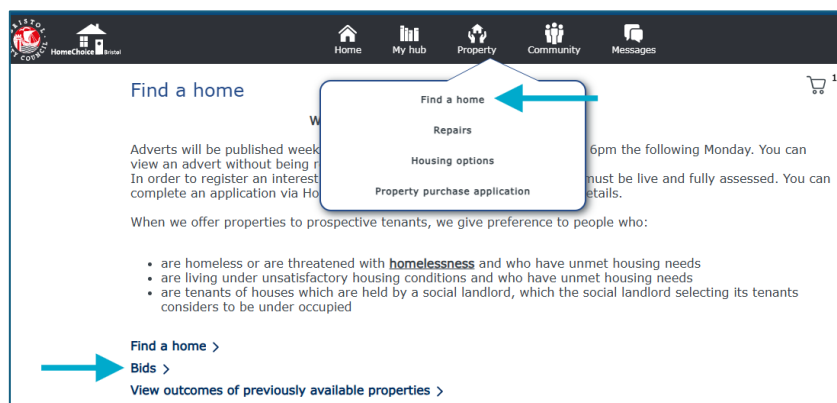 BRISTOL
CITY COUNCIL
HomeChoice Bristol
Home
My hub
Property
Community
Messages
Find a home
1
Find a home
Repairs
Housing options
Property purchase application
W
Adverts will be published week 6pm the following Monday. You can
view an advert without being r
In order to register an interest must be live and fully assessed. You can
complete an application via Ho etails.
When we offer properties to prospective tenants, we give preference to people who:
• are homeless or are threatened with homelessness and who have unmet housing needs
• are living under unsatisfactory housing conditions and who have unmet housing needs
• are tenants of houses which are held by a social landlord, which the social landlord selecting its tenants
considers to be under occupied
Find a home >
Bids >
View outcomes of previously available properties >